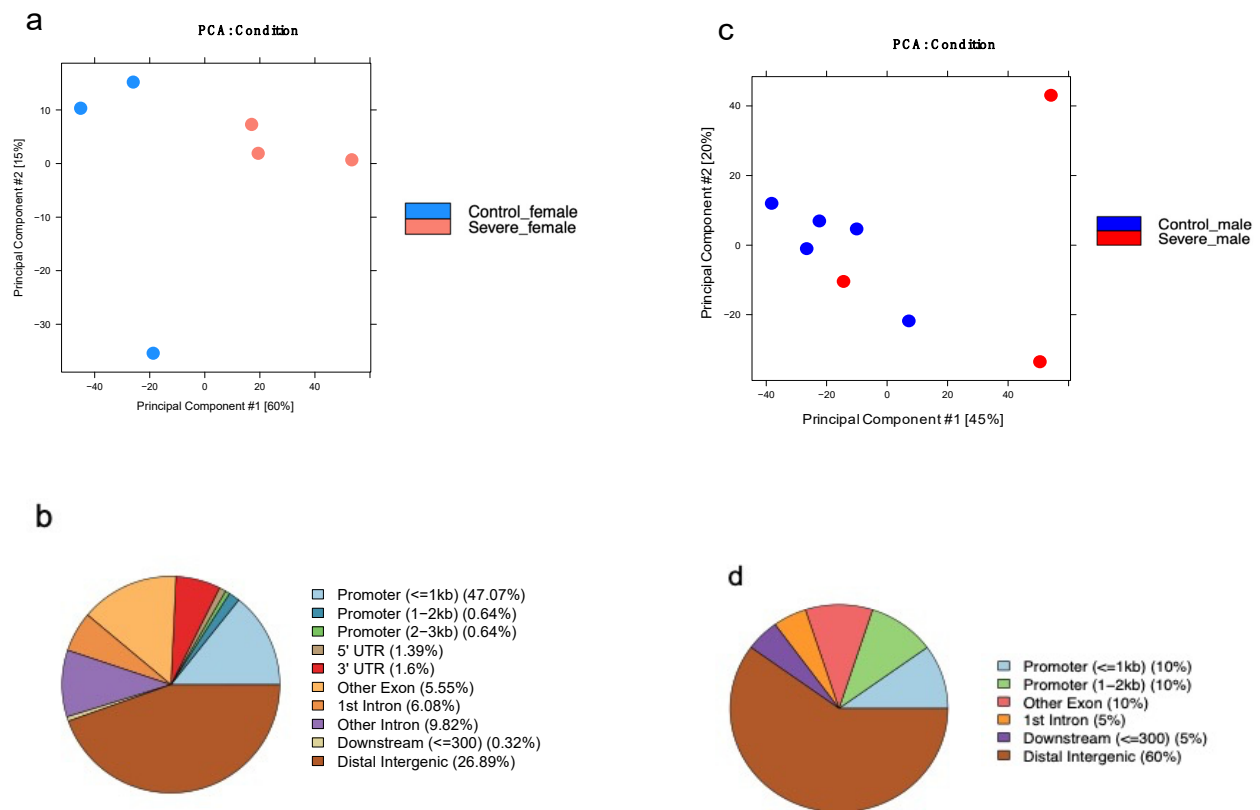 a
PCA:Condition
10
0
−10
−20
−30
Principal Component #2 [15%]
−40
−20
0
20
40
Principal Component #1 [60%]
Control_female
Severe_female
c
PCA:Condition
40
20
0
−20
Principal Component #2 [20%]
−40
−20
0
20
40
Principal Component #1 [45%]
Control_male
Severe_male
b
Promoter (<=1kb) (47.07%)
Promoter (1−2kb) (0.64%)
Promoter (2−3kb) (0.64%)
5' UTR (1.39%)
3' UTR (1.6%)
Other Exon (5.55%)
1st Intron (6.08%)
Other Intron (9.82%)
Downstream (<=300) (0.32%)
Distal Intergenic (26.89%)
d
Promoter (<=1kb) (10%)
Promoter (1−2kb) (10%)
Other Exon (10%)
1st Intron (5%)
Downstream (<=300) (5%)
Distal Intergenic (60%)